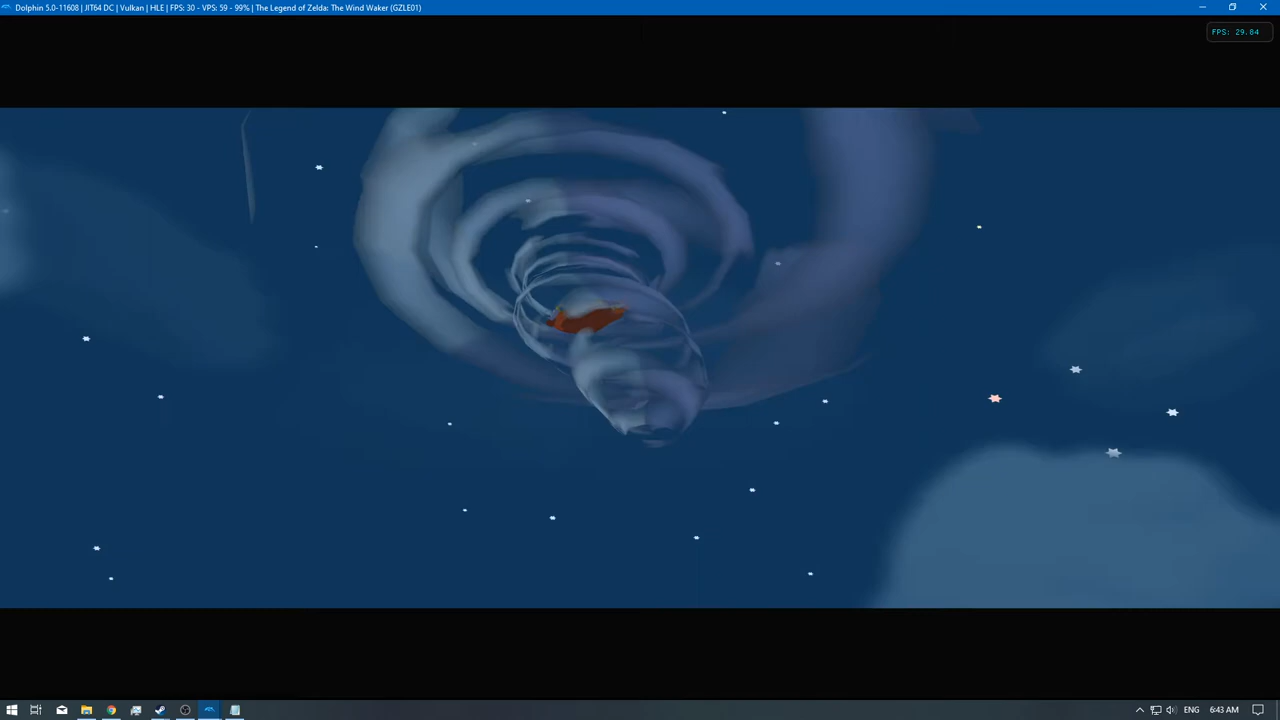 Dolphin 5.0-11608 | JIT64 DC | Vulkan | HLE | FPS: 30 - VPS: 59 - 99% | The Legend of Zelda: The Wind Waker (GZLE01)
FPS: 29.84
ENG
6:43 AM